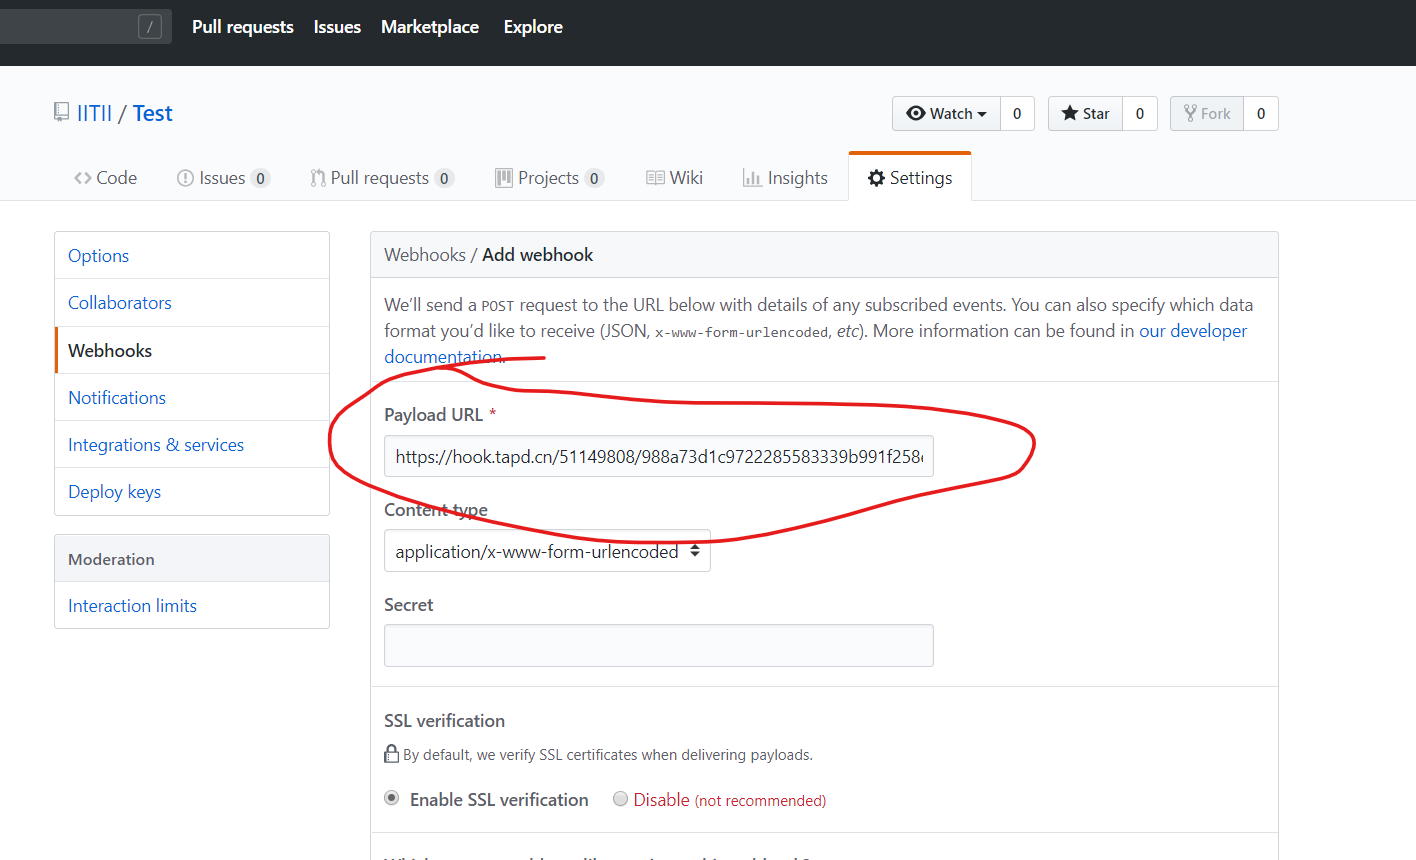 / Pull requests Issues Marketplace Explore
IITII / Test
Watch 0 Star 0 Fork 0
Code Issues 0 Pull requests 0 Projects 0 Wiki Insights Settings
Options
Collaborators
Webhooks
Notifications
Integrations & services
Deploy keys
Moderation
Interaction limits
Webhooks / Add webhook
We'll send a POST request to the URL below with details of any subscribed events. You can also specify which data
format you'd like to receive (JSON, x-www-form-urlencoded, etc). More information can be found in our developer
documentation.
Payload URL *
https://hook.tapd.cn/51149808/988a73d1c9722285583339b991f258
Content type
application/x-www-form-urlencoded
Secret
SSL verification
By default, we verify SSL certificates when delivering payloads.
Enable SSL verification Disable (not recommended)